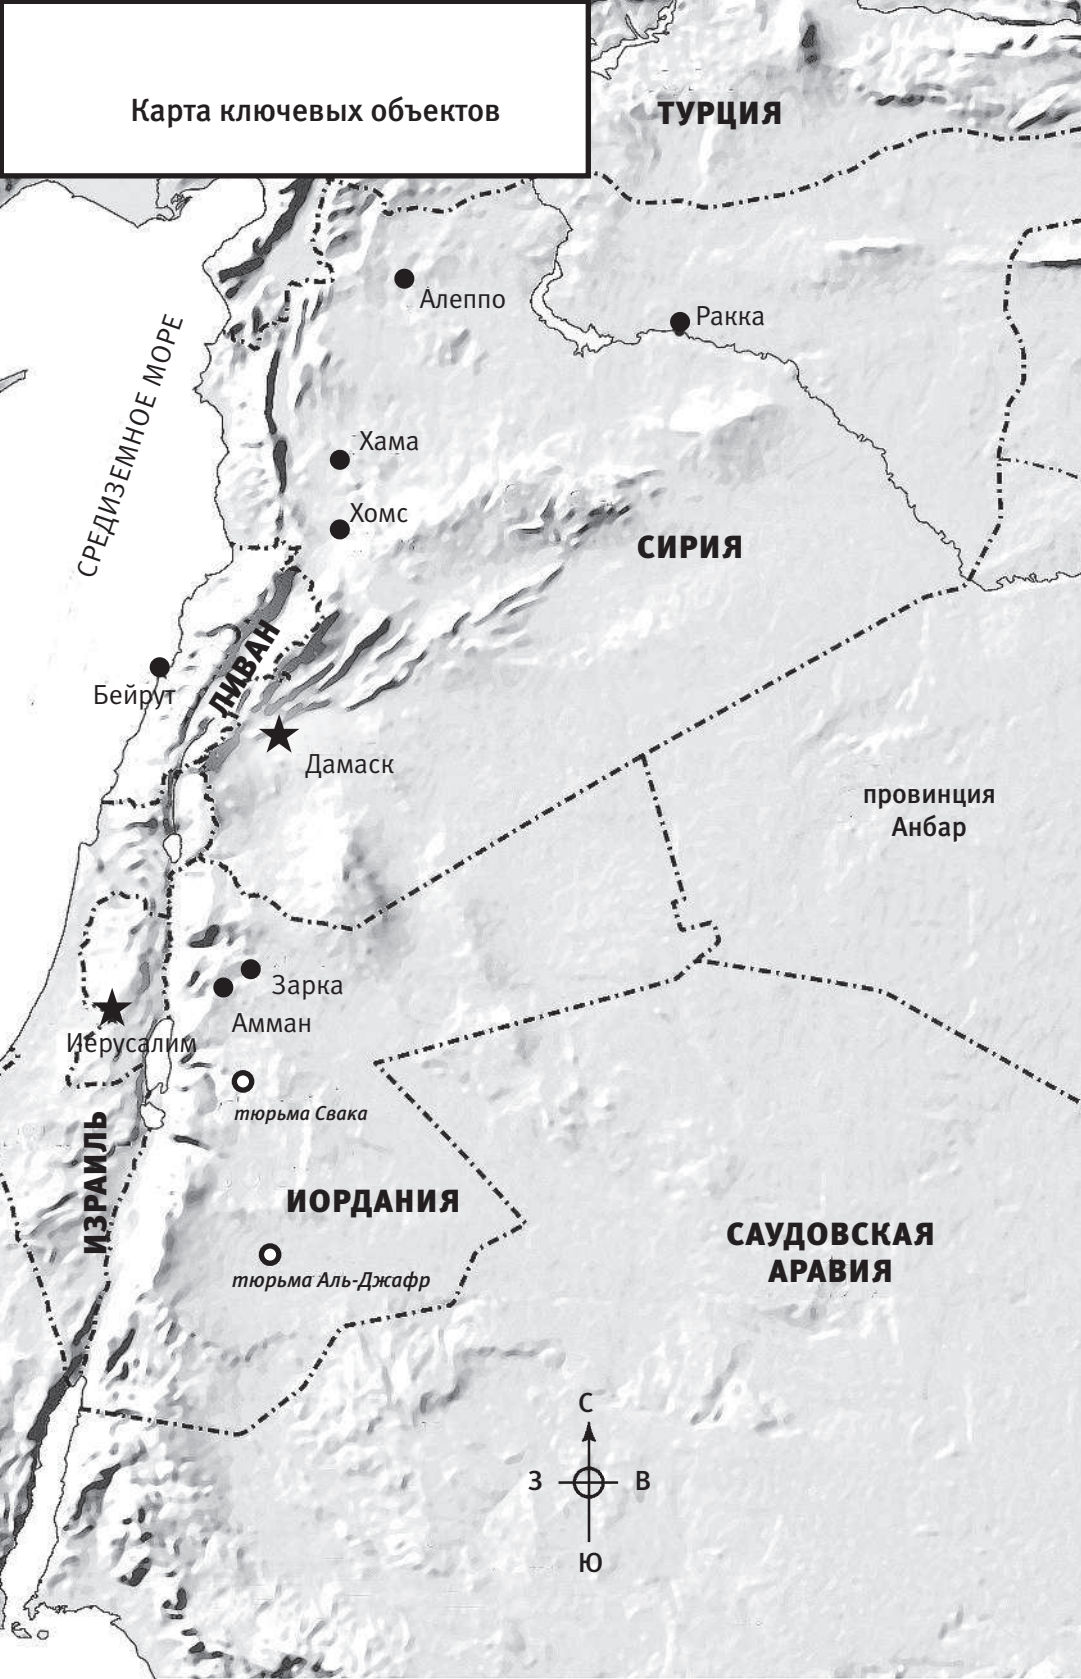 Карта ключевых объектов
ТУРЦИЯ
Алеппо
Ракка
СРЕДИЗЕМНОЕ МОРЕ
Хама
Хомс
СИРИЯ
ЛИВАН
Бейрут
Дамаск
провинция
Анбар
Зарка
Амман
Иерусалим
тюрьма Свака
ИЗРАИЛЬ
ИОРДАНИЯ
САУДОВСКАЯ
АРАВИЯ
тюрьма Аль-Джафр
С
З В
Ю